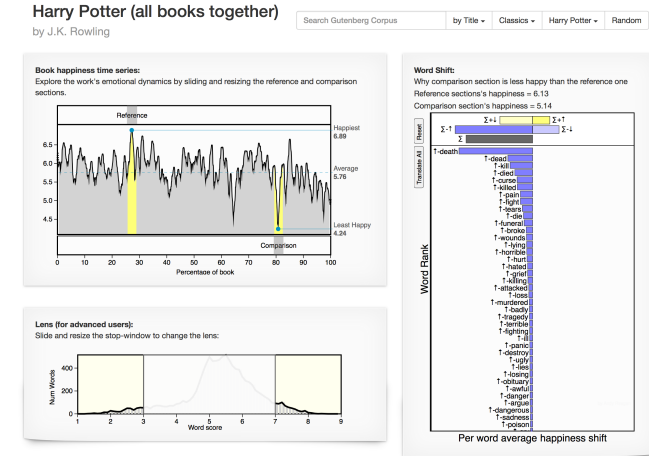 Harry Potter (all books together)
by J.K. Rowling
Search Gutenberg Corpus
by Title
Classics
Harry Potter
Random
Book happiness time series:
Explore the work's emotional dynamics by sliding and resizing the reference and comparison
sections.
Reference
Happiest
6.89
Average
5.76
Least Happy
4.24
6.5
6.0
5.5
5.0
4.5
Comparison
0 10 20 30 40 50 60 70 80 90 100
Percentage of book
Lens (for advanced users):
Slide and resize the stop-window to change the lens:
Num Words
400
200
0
1 2 3 4 5 6 7 8 9
Word score
Word Shift:
Why comparison section is less happy than the reference one
Reference sections's happiness = 6.13
Comparison section's happiness = 5.14
Reset
Translate All
Σ+↓ Σ+↑
Σ-↑ Σ-↓
Σ
Word Rank
↑-death
↑-dead
↑-kill
↑-died
↑-curse
↑-killed
↑-pain
↑-fight
↑-tears
↑-die
↑-funeral
↑-broke
↑-wounds
↑-lying
↑-horrible
↑-hurt
↑-hated
↑-grief
↑-killing
↑-attacked
↑-loss
↑-murdered
↑-badly
↑-tragedy
↑-terrible
↑-fighting
↑-ill
↑-panic
↑-destroy
↑-ugly
↑-lies
↑-losing
↑-obituary
↑-awful
↑-danger
↑-argue
↑-dangerous
↑-sadness
↑-poison
Per word average happiness shift